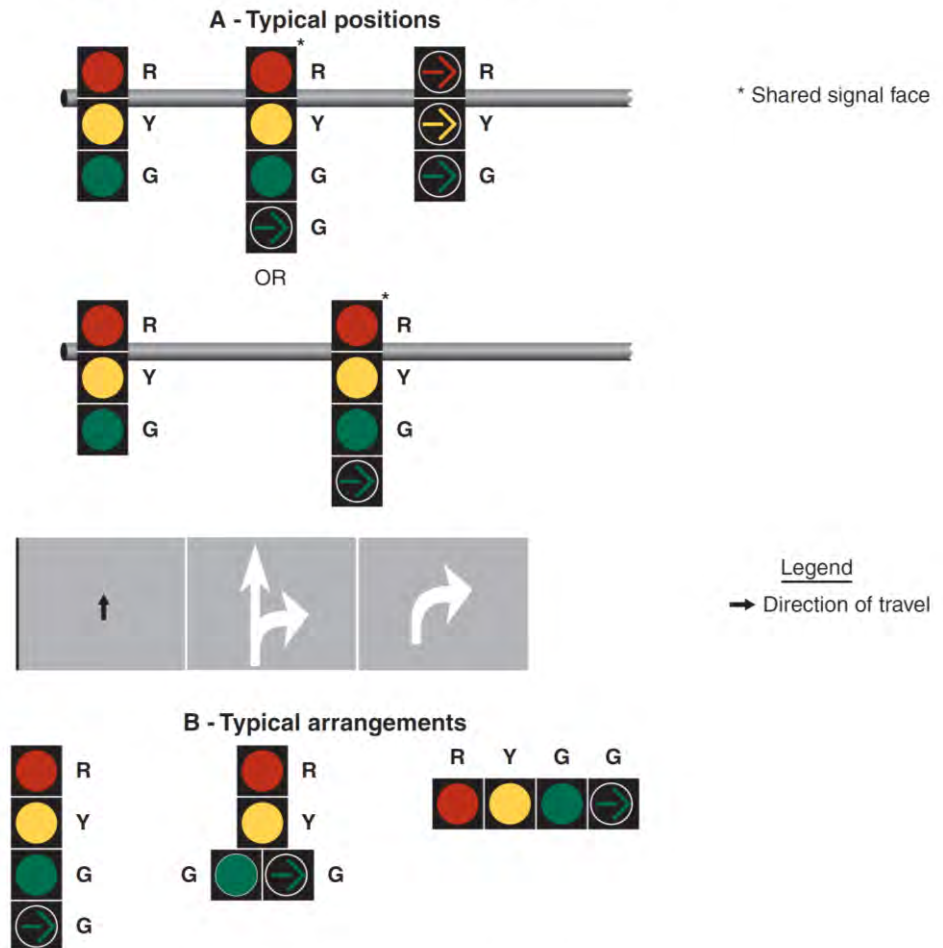 A - Typical positions
*
R R R
* Shared signal face
Y Y Y
G G G
G
OR
*
R R
Y Y
G G
Legend
Direction of travel
B - Typical arrangements
R R R Y G G
Y Y
G G G
G